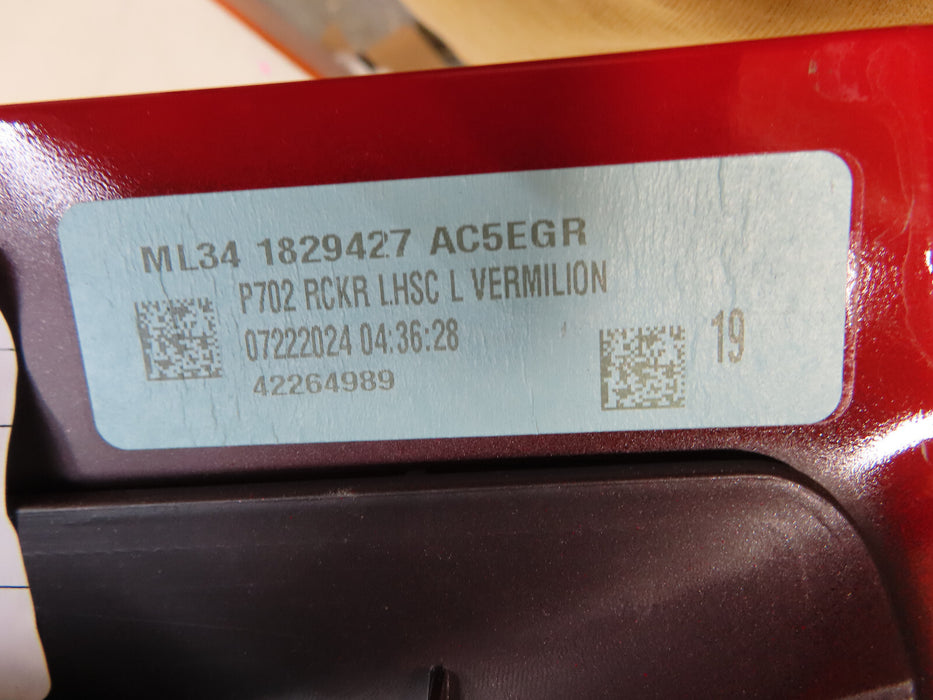 ML34 1829427 AC5EGR
P702 RCKR LHSC L VERMILION
07222024 04:36:28
42264989
19